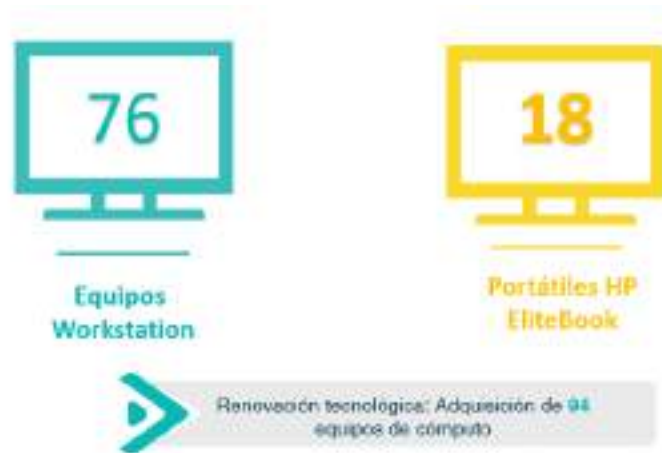 76
18
Equipos
Workstation
Portátiles HP
EliteBook
Renovación tecnológica: Adquisición de 94
equipos de cómputo